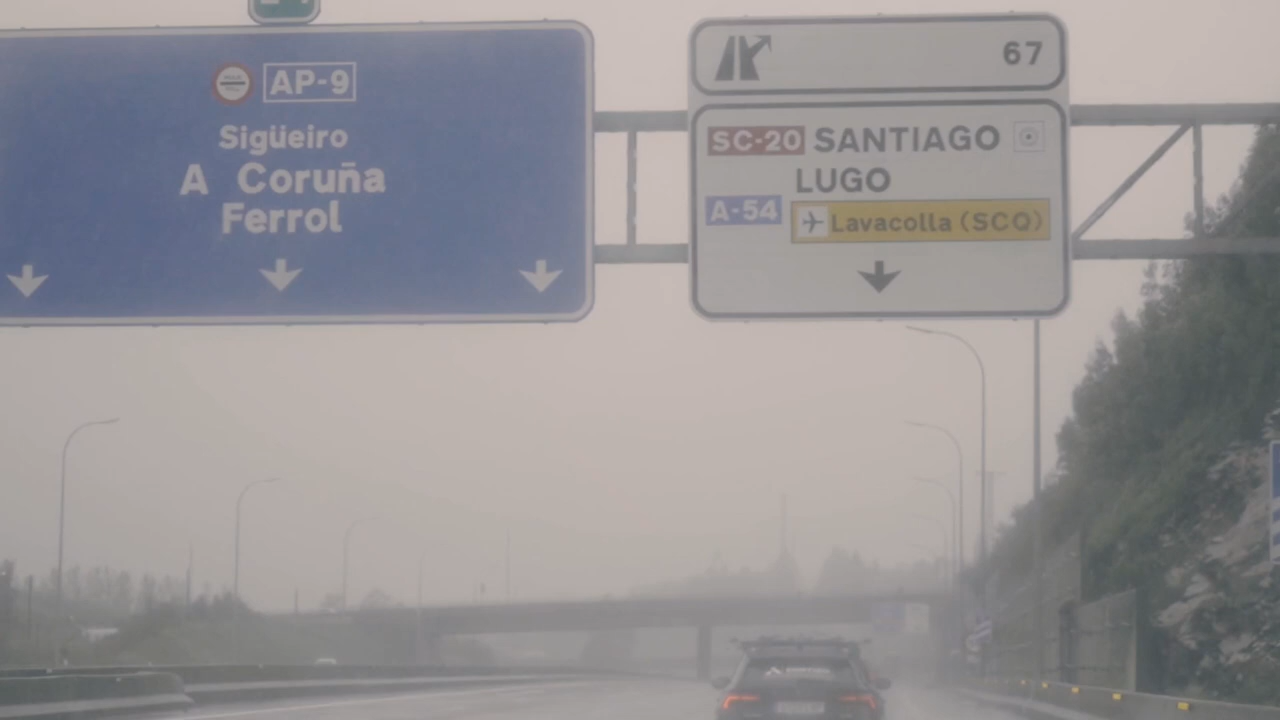 AP-9
Sigüeiro
A Coruña
Ferrol
67
SC-20 SANTIAGO
LUGO
A-54
Lavacolla (SCQ)